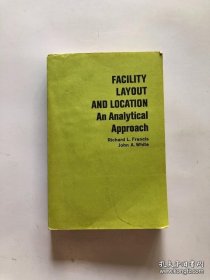 FACILITY
LAYOUT
AND LOCATION
An Analytical
Approach
Richard L. Francis
John A. White